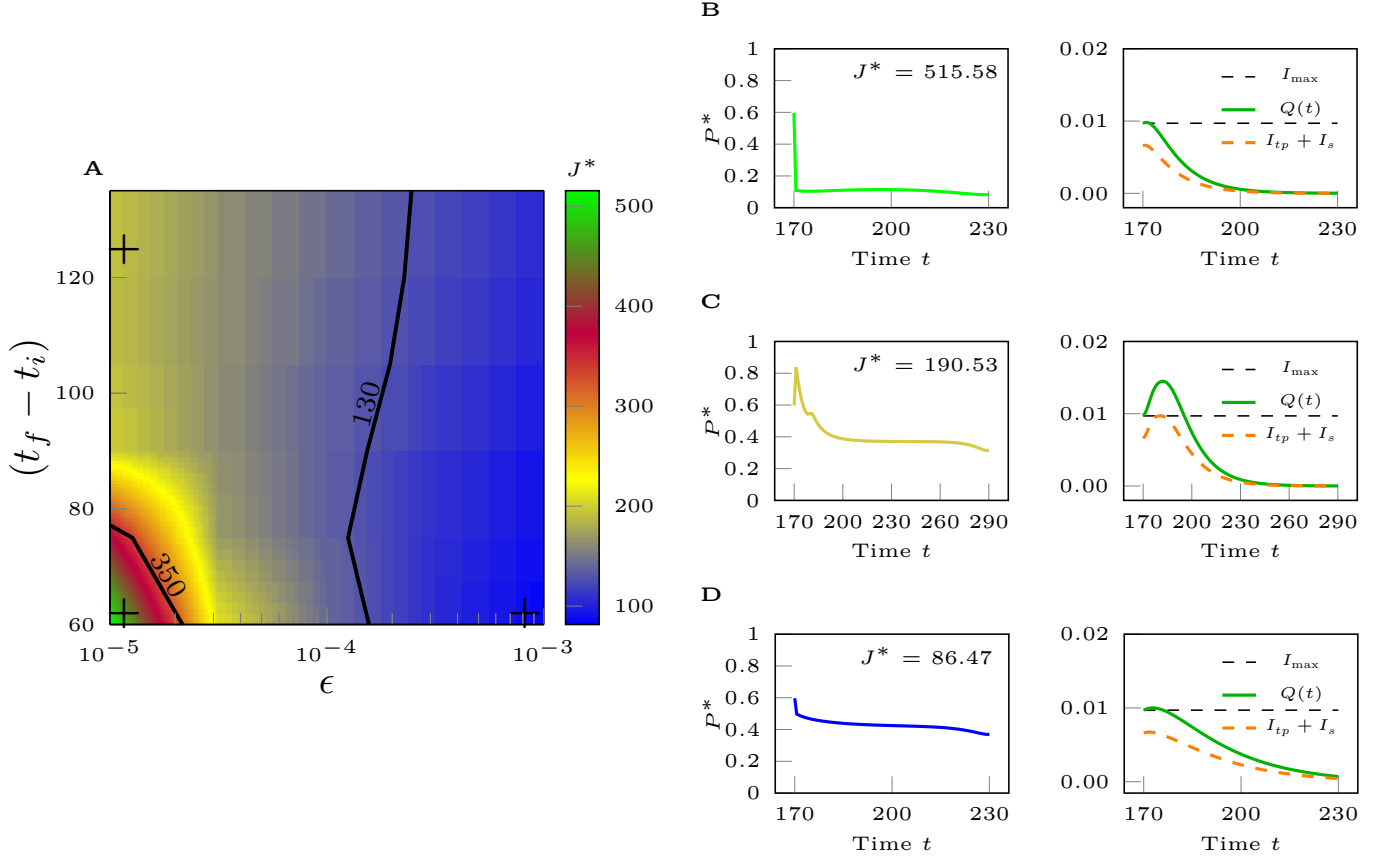 A
J*
500
400
300
200
100
120
100
80
60
(t_f − t_i)
130
350
10^−5
10^−4
10^−3
ϵ
B
1
0.8
0.6
0.4
0.2
0
P*
J* = 515.58
170
200
230
Time t
0.02
0.01
0.00
I_max
Q(t)
I_tp + I_s
170
200
230
Time t
C
1
0.8
0.6
0.4
0.2
0
P*
J* = 190.53
170
200
230
260
290
Time t
0.02
0.01
0.00
I_max
Q(t)
I_tp + I_s
170
200
230
260
290
Time t
D
1
0.8
0.6
0.4
0.2
0
P*
J* = 86.47
170
200
230
Time t
0.02
0.01
0.00
I_max
Q(t)
I_tp + I_s
170
200
230
Time t